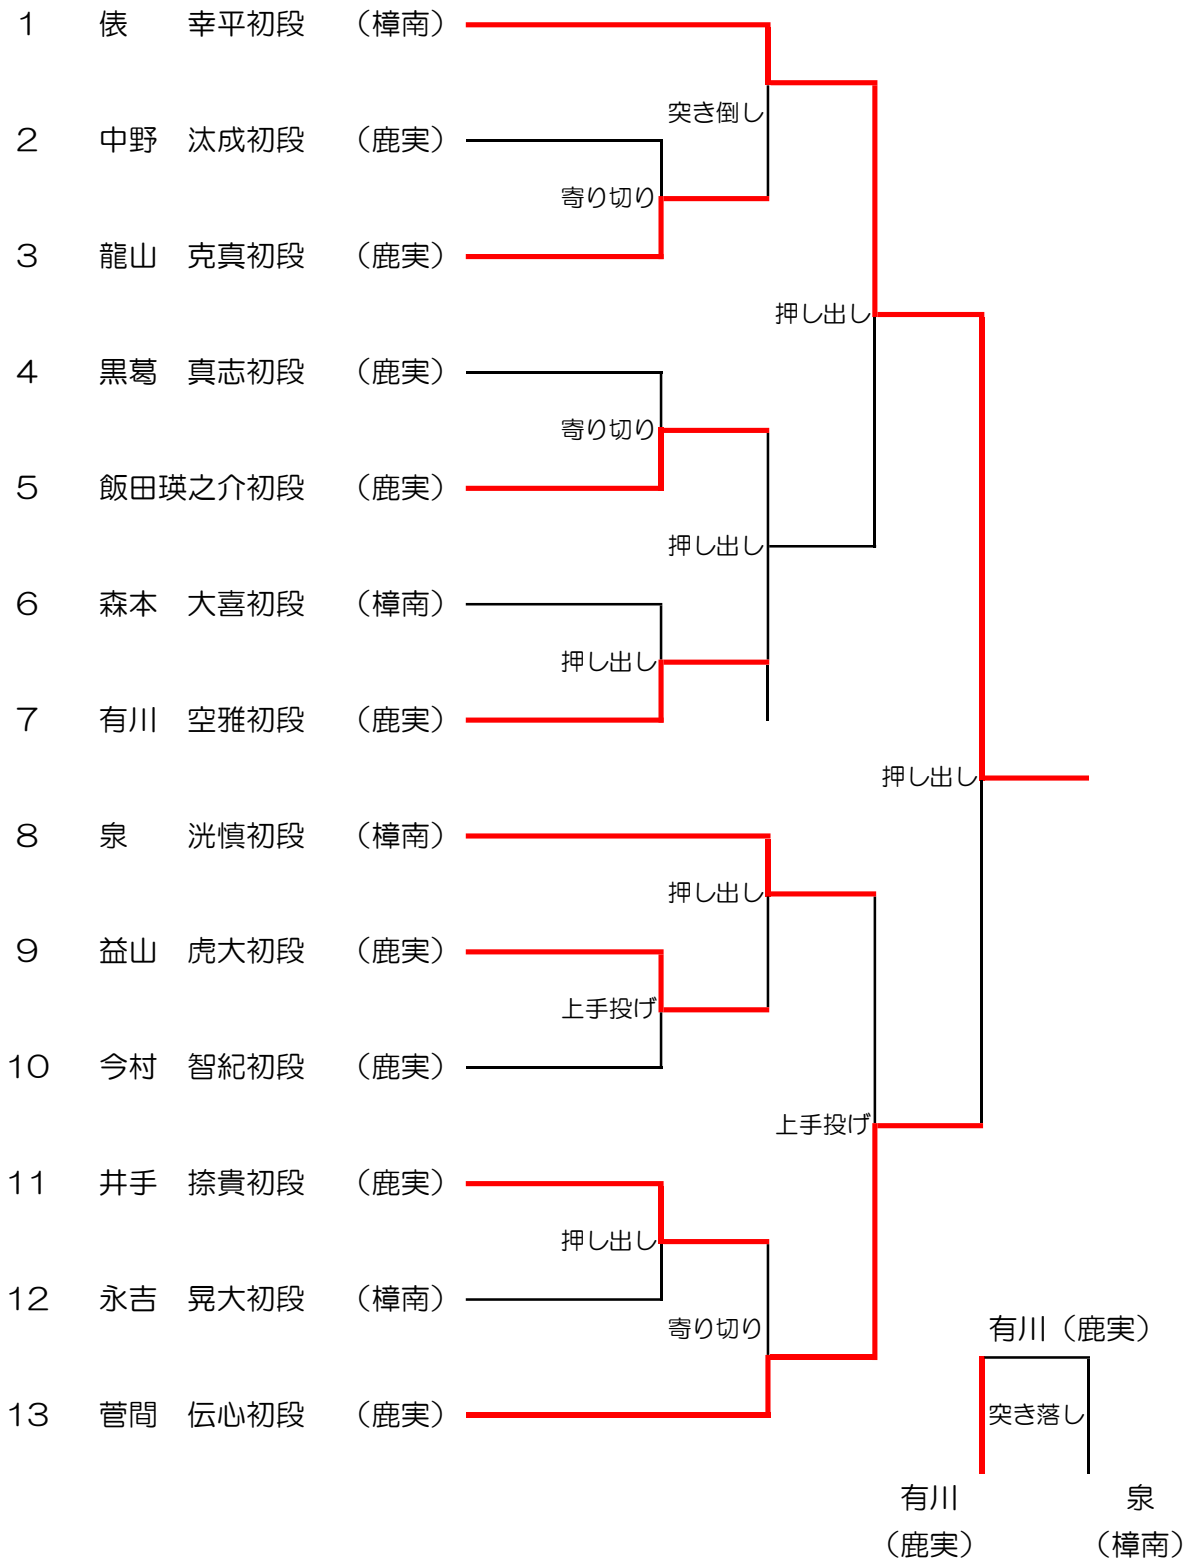 1 俵 幸平初段 （樟南）
突き倒し
2 中野 汰成初段 （鹿実）
寄り切り
3 龍山 克真初段 （鹿実）
押し出し
4 黒葛 真志初段 （鹿実）
寄り切り
5 飯田瑛之介初段 （鹿実）
押し出し
6 森本 大喜初段 （樟南）
押し出し
7 有川 空雅初段 （鹿実）
押し出し
8 泉 洸慎初段 （樟南）
押し出し
9 益山 虎大初段 （鹿実）
上手投げ
10 今村 智紀初段 （鹿実）
上手投げ
11 井手 捺貴初段 （鹿実）
押し出し
12 永吉 晃大初段 （樟南）
寄り切り
有川（鹿実）
13 菅間 伝心初段 （鹿実）
突き落し
有川 泉
（鹿実） （樟南）